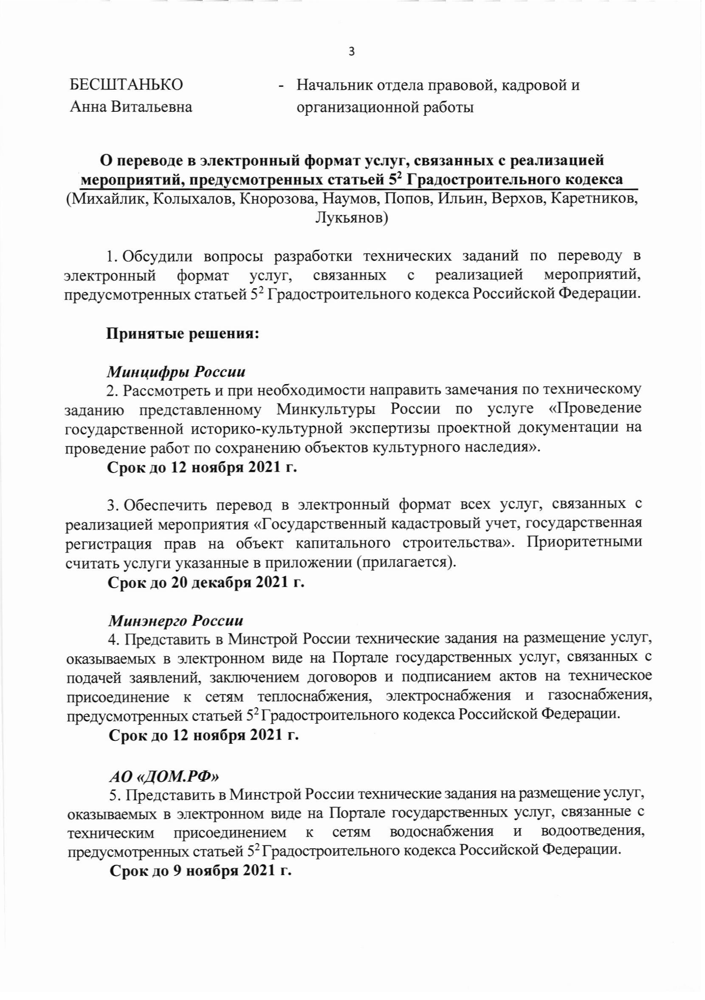 3
БЕСШТАНЬКО - Начальник отдела правовой, кадровой и
Анна Витальевна организационной работы
О переводе в электронный формат услуг, связанных с реализацией
мероприятий, предусмотренных статьей 5² Градостроительного кодекса
(Михайлик, Колыхалов, Кнорозова, Наумов, Попов, Ильин, Верхов, Каретников,
Лукьянов)
1. Обсудили вопросы разработки технических заданий по переводу в
электронный формат услуг, связанных с реализацией мероприятий,
предусмотренных статьей 5² Градостроительного кодекса Российской Федерации.
Принятые решения:
Минцифры России
2. Рассмотреть и при необходимости направить замечания по техническому
заданию представленному Минкультуры России по услуге «Проведение
государственной историко-культурной экспертизы проектной документации на
проведение работ по сохранению объектов культурного наследия».
Срок до 12 ноября 2021 г.
3. Обеспечить перевод в электронный формат всех услуг, связанных с
реализацией мероприятия «Государственный кадастровый учет, государственная
регистрация прав на объект капитального строительства». Приоритетными
считать услуги указанные в приложении (прилагается).
Срок до 20 декабря 2021 г.
Минэнерго России
4. Представить в Минстрой России технические задания на размещение услуг,
оказываемых в электронном виде на Портале государственных услуг, связанных с
подачей заявлений, заключением договоров и подписанием актов на техническое
присоединение к сетям теплоснабжения, электроснабжения и газоснабжения,
предусмотренных статьей 5² Градостроительного кодекса Российской Федерации.
Срок до 12 ноября 2021 г.
АО «ДОМ.РФ»
5. Представить в Минстрой России технические задания на размещение услуг,
оказываемых в электронном виде на Портале государственных услуг, связанные с
техническим присоединением к сетям водоснабжения и водоотведения,
предусмотренных статьей 5² Градостроительного кодекса Российской Федерации.
Срок до 9 ноября 2021 г.